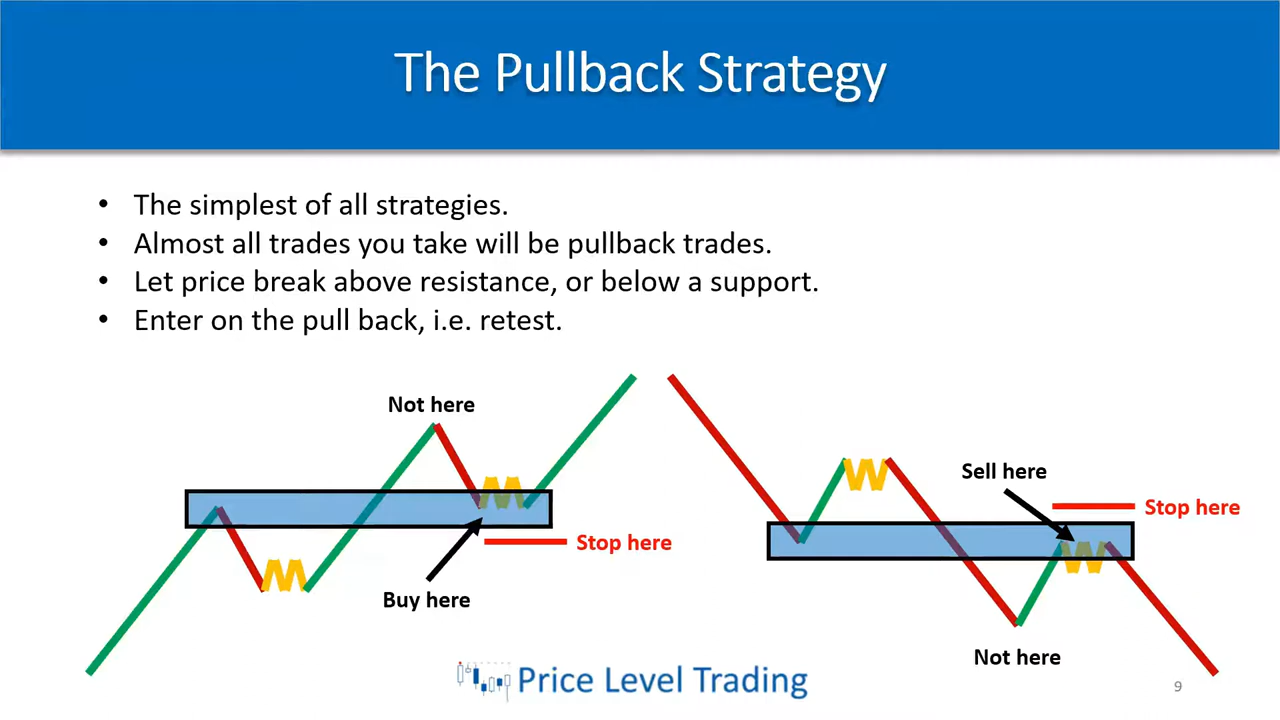 The Pullback Strategy
• The simplest of all strategies.
• Almost all trades you take will be pullback trades.
• Let price break above resistance, or below a support.
• Enter on the pull back, i.e. retest.
Not here
Stop here
Buy here
Sell here
Stop here
Not here
Price Level Trading
9